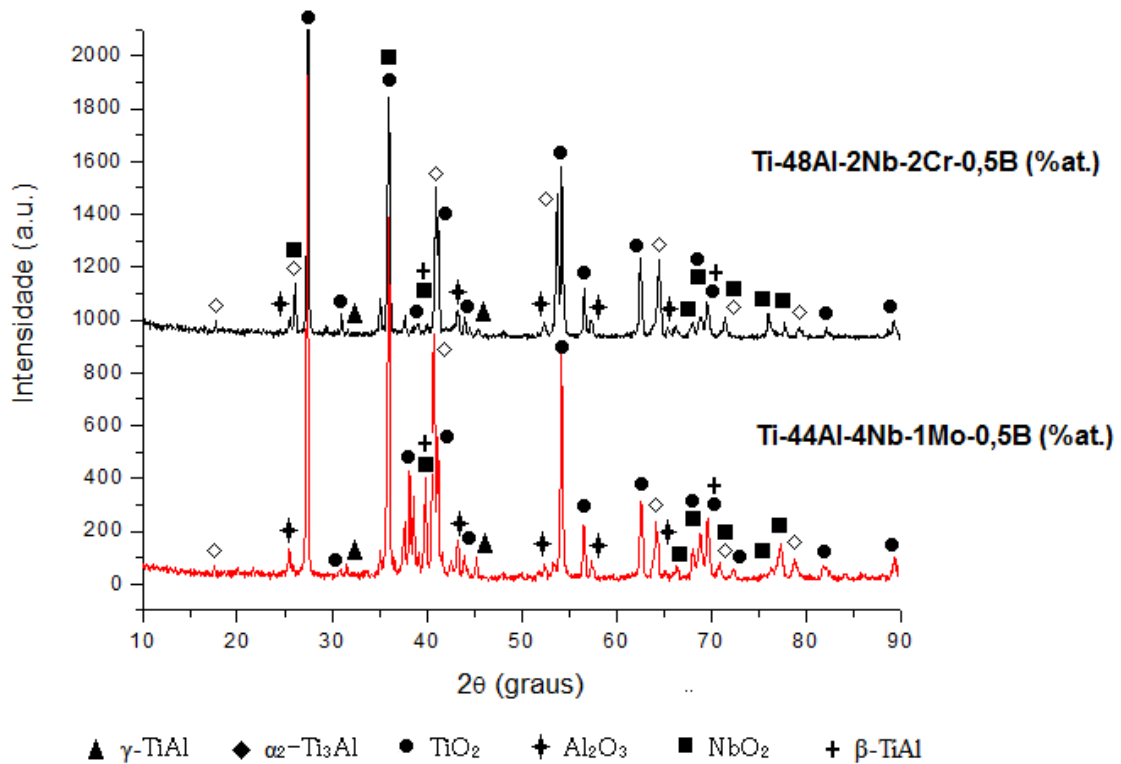 2000
1800
1600
1400
1200
1000
800
600
400
200
0
Intensidade (a.u.)
Ti-48Al-2Nb-2Cr-0,5B (%at.)
Ti-44Al-4Nb-1Mo-0,5B (%at.)
10 20 30 40 50 60 70 80 90
2θ (graus)
γ-TiAl α₂-Ti₃Al TiO₂ Al₂O₃ NbO₂ β-TiAl